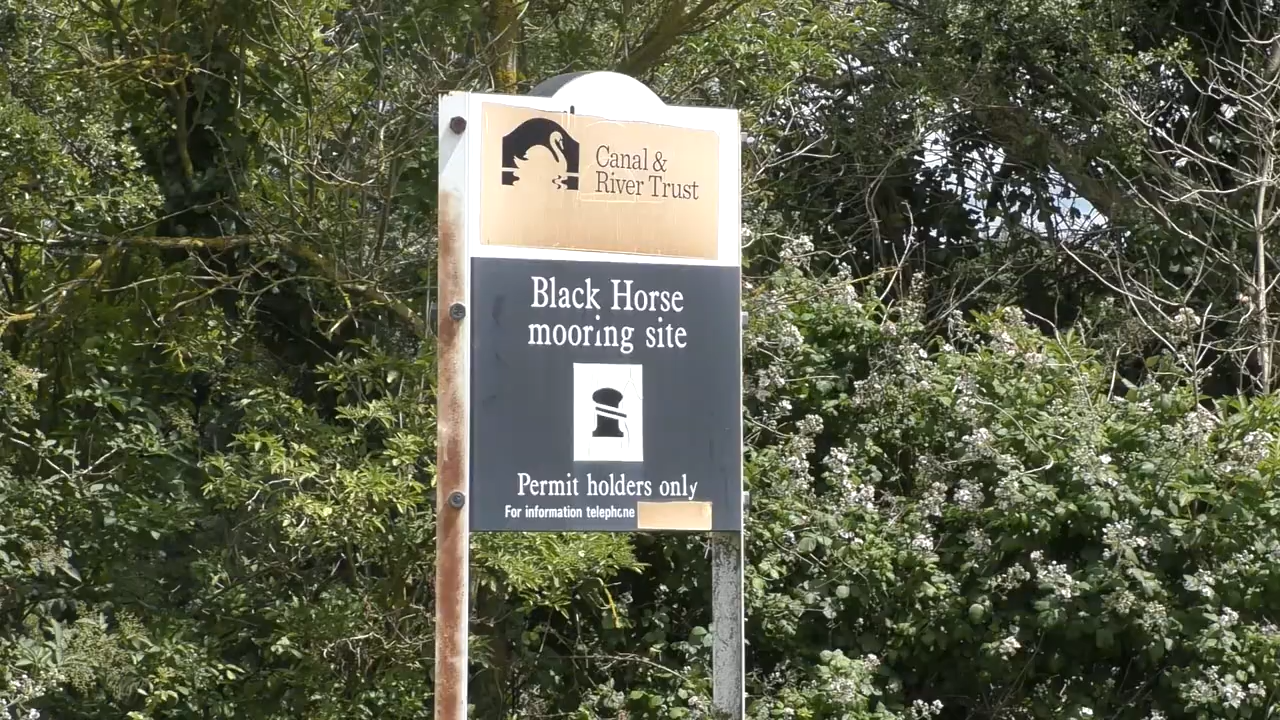 Canal &
River Trust
Black Horse
mooring site
Permit holders only
For information telephone